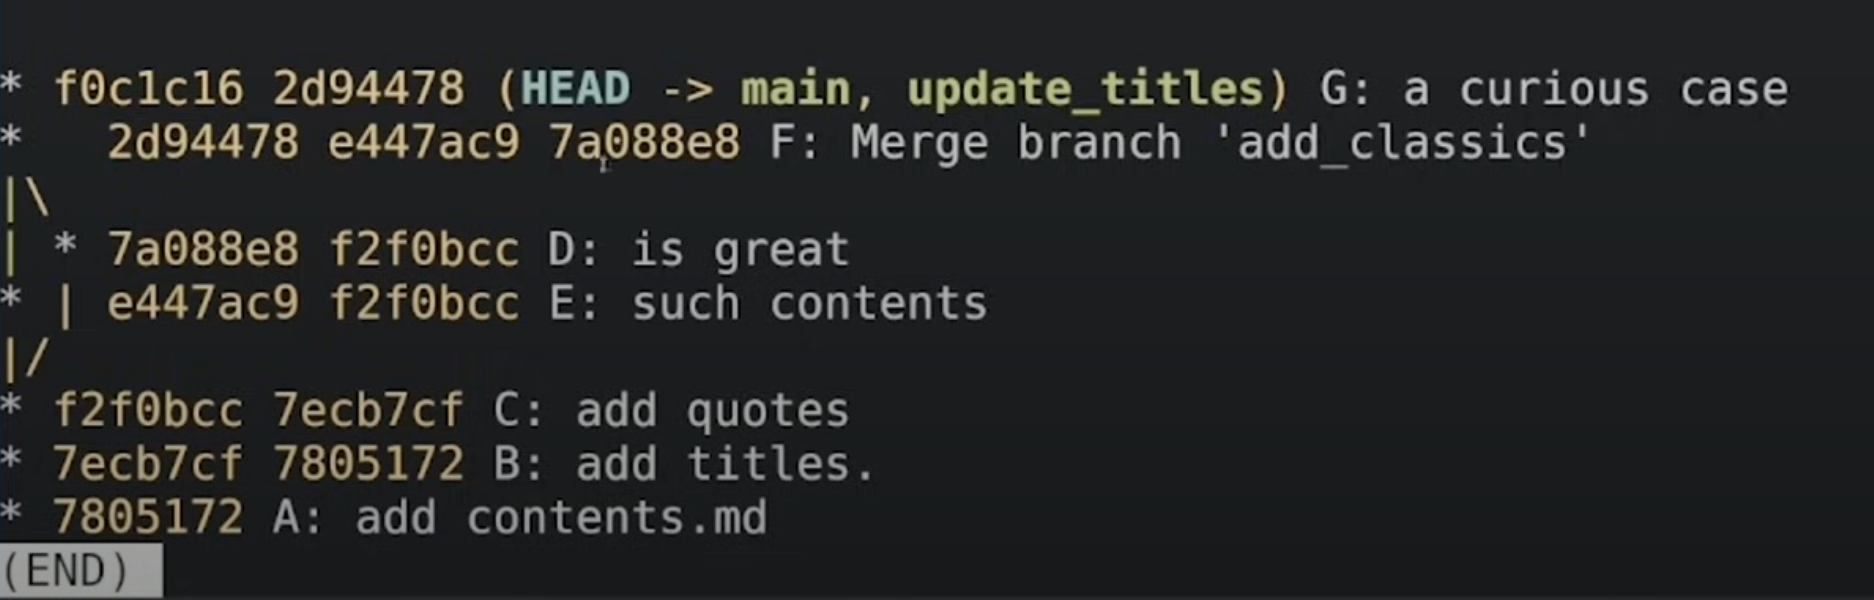 * f0c1c16 2d94478 (HEAD -> main, update_titles) G: a curious case
*   2d94478 e447ac9 7a088e8 F: Merge branch 'add_classics'
|\
| * 7a088e8 f2f0bcc D: is great
* | e447ac9 f2f0bcc E: such contents
|/
* f2f0bcc 7ecb7cf C: add quotes
* 7ecb7cf 7805172 B: add titles.
* 7805172 A: add contents.md
(END)